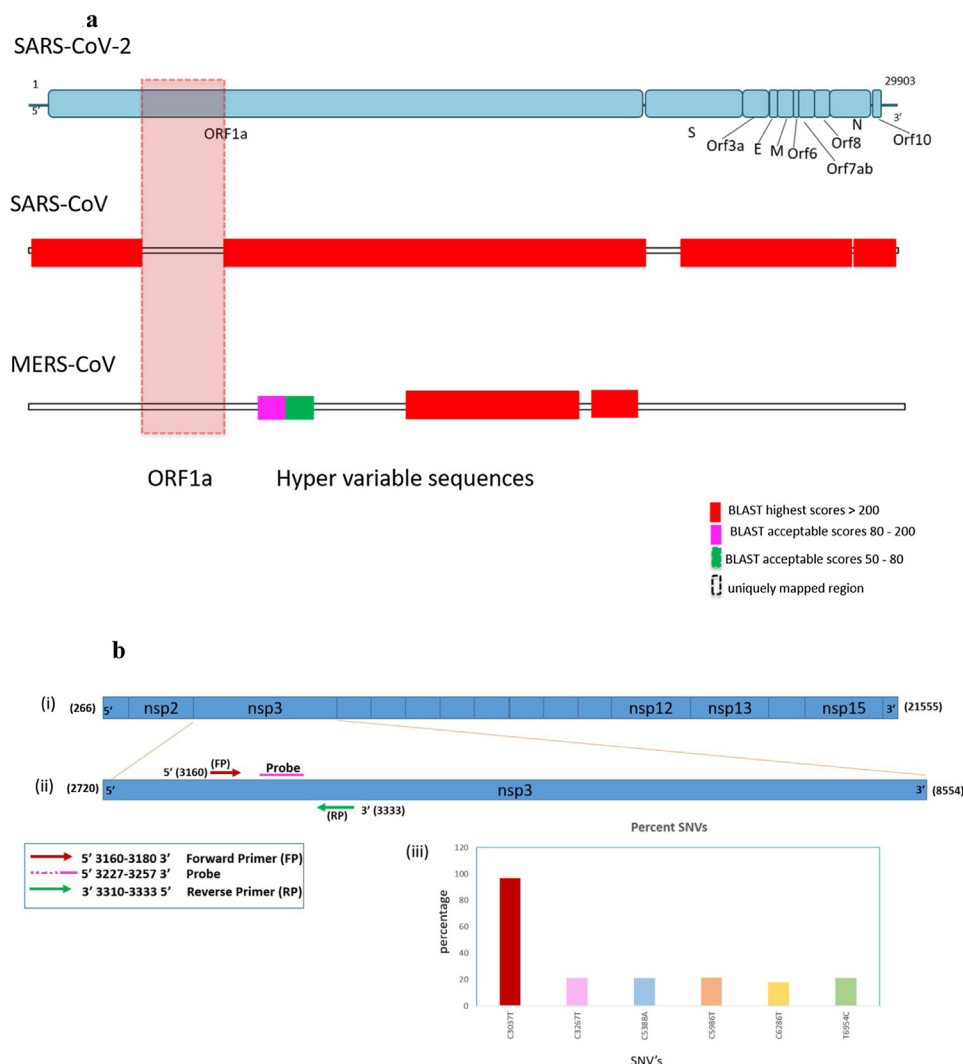 a
SARS-CoV-2
1
29903
5’
3’
ORF1a
S
Orf3a
E
M
Orf6
Orf7ab
Orf8
N
Orf10
SARS-CoV
MERS-CoV
ORF1a
Hyper variable sequences
BLAST highest scores > 200
BLAST acceptable scores 80 - 200
BLAST acceptable scores 50 - 80
uniquely mapped region
b
(i)
(266)
5’
nsp2
nsp3
nsp12
nsp13
nsp15
3’
(21555)
5’ (3160)
(FP)
Probe
(ii)
(2720)
5’
nsp3
3’
(8554)
(RP)
3’ (3333)
5’ 3160-3180 3’ Forward Primer (FP)
5’ 3227-3257 3’ Probe
3’ 3310-3333 5’ Reverse Primer (RP)
(iii)
Percent SNVs
percentage
120
100
80
60
40
20
0
C3037T
C3267T
C5388A
C5986T
C6286T
T6954C
SNV's